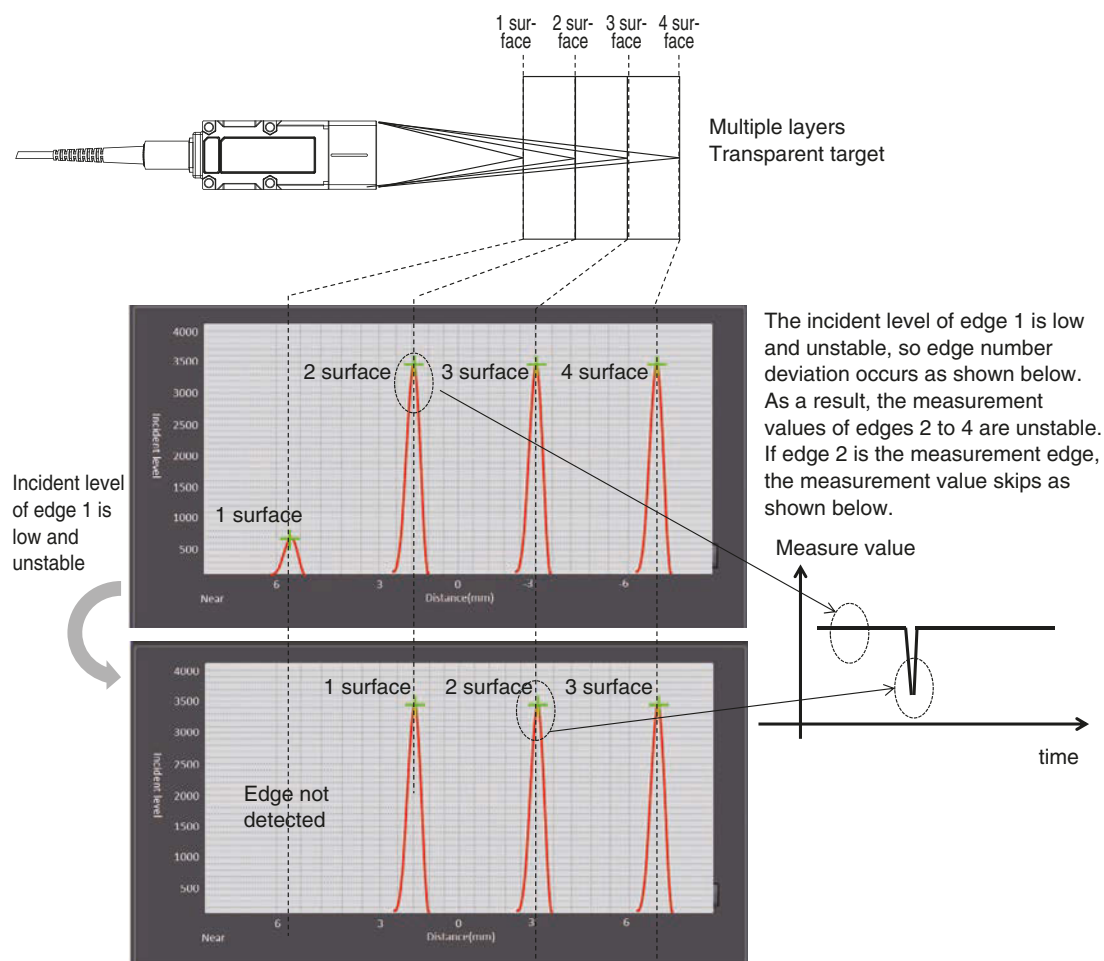 1 sur-
face
2 sur-
face
3 sur-
face
4 sur-
face
Multiple layers
Transparent target
The incident level of edge 1 is low
and unstable, so edge number
deviation occurs as shown below.
As a result, the measurement
values of edges 2 to 4 are unstable.
If edge 2 is the measurement edge,
the measurement value skips as
shown below.
Incident level
of edge 1 is
low and
unstable
4000
3500
3000
2500
2000
1500
1000
500
Incident level
1 surface
2 surface
3 surface
4 surface
6
3
0
-3
-6
Near
Distance(mm)
Measure value
time
4000
3500
3000
2500
2000
1500
1000
500
Incident level
1 surface
2 surface
3 surface
Edge not
detected
6
3
0
3
6
Near
Distance(mm)